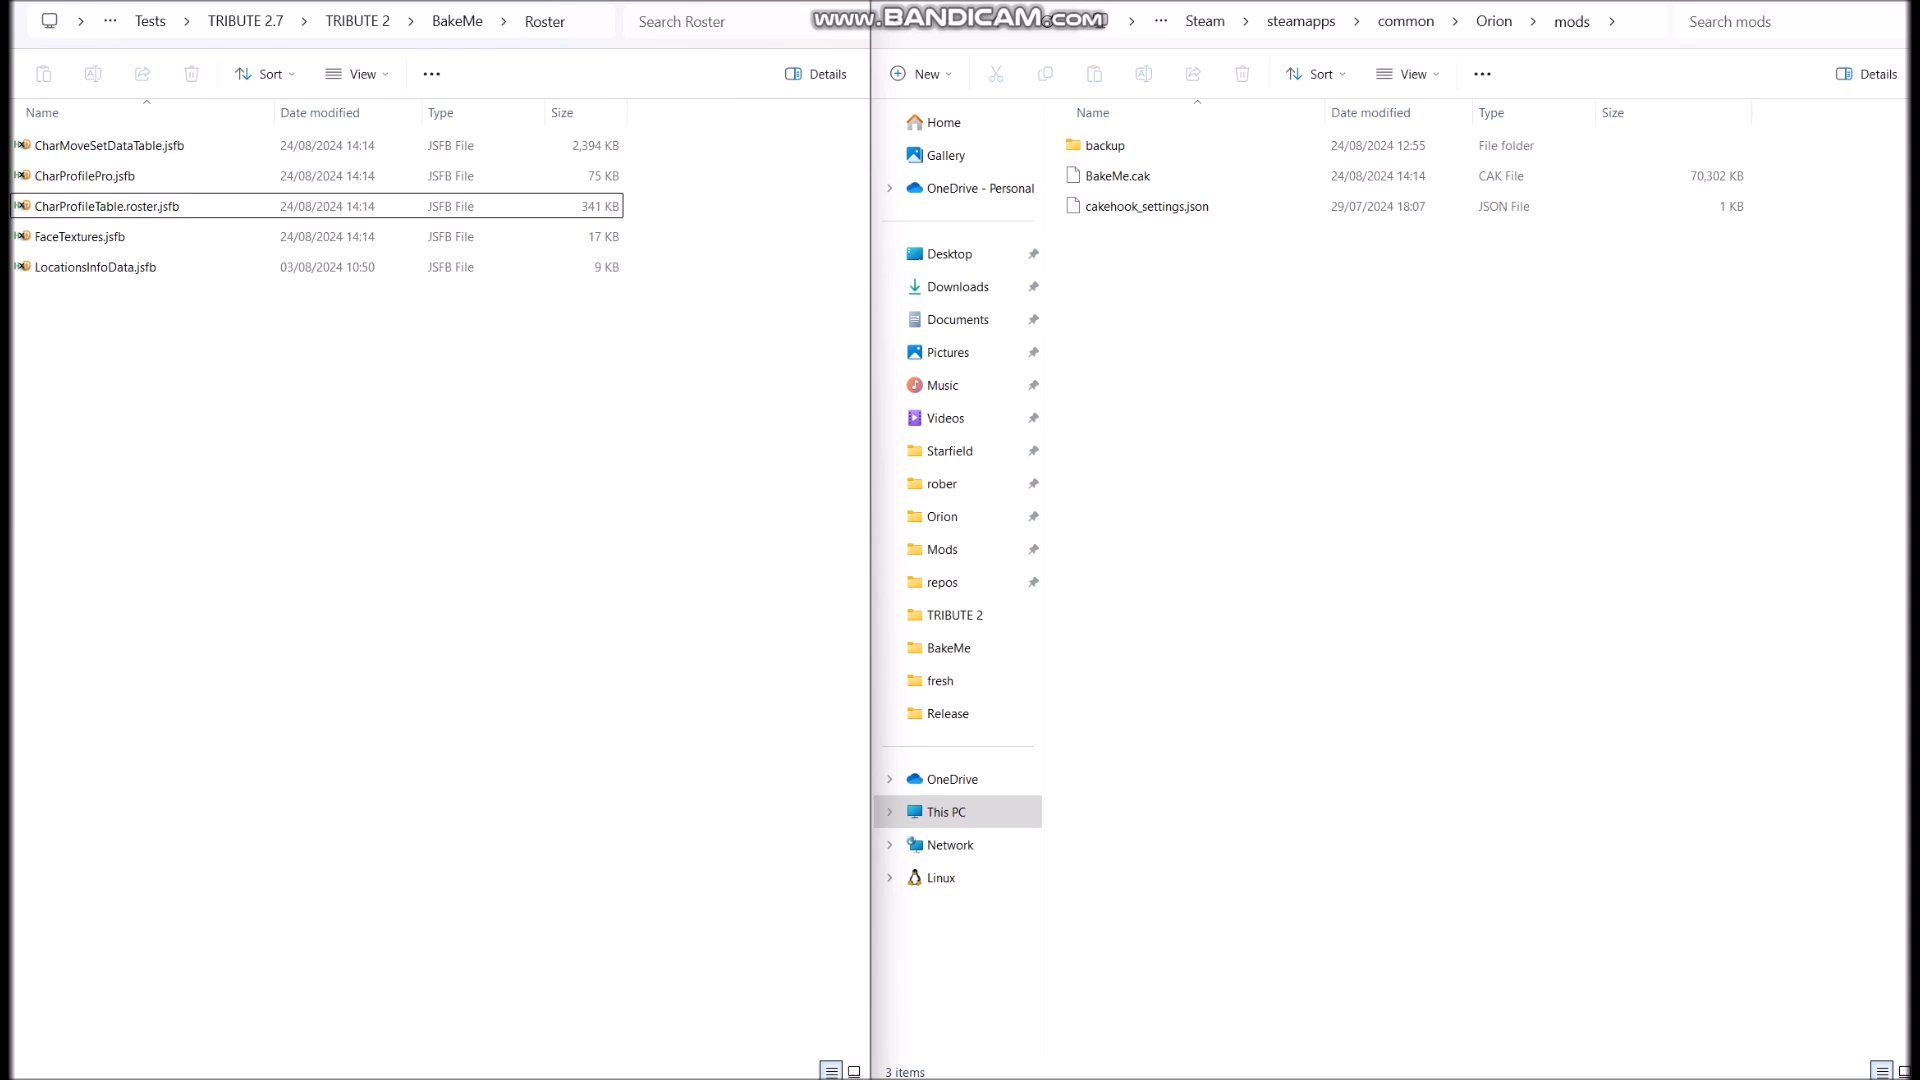 Tests > TRIBUTE 2.7 > TRIBUTE 2 > BakeMe > Roster
Search Roster
www.BANDICAM.com
Steam > steamapps > common > Orion > mods >
Search mods
Sort
View
Details
New
Sort
View
Details
Name Date modified Type Size
CharMoveSetDataTable.jsfb 24/08/2024 14:14 JSFB File 2,394 KB
CharProfilePro.jsfb 24/08/2024 14:14 JSFB File 75 KB
CharProfileTable.roster.jsfb 24/08/2024 14:14 JSFB File 341 KB
FaceTextures.jsfb 24/08/2024 14:14 JSFB File 17 KB
LocationsInfoData.jsfb 03/08/2024 10:50 JSFB File 9 KB
Home
Gallery
OneDrive - Personal
Desktop
Downloads
Documents
Pictures
Music
Videos
Starfield
rober
Orion
Mods
repos
TRIBUTE 2
BakeMe
fresh
Release
OneDrive
This PC
Network
Linux
Name Date modified Type Size
backup 24/08/2024 12:55 File folder
BakeMe.cak 24/08/2024 14:14 CAK File 70,302 KB
cakehook_settings.json 29/07/2024 18:07 JSON File 1 KB
3 items